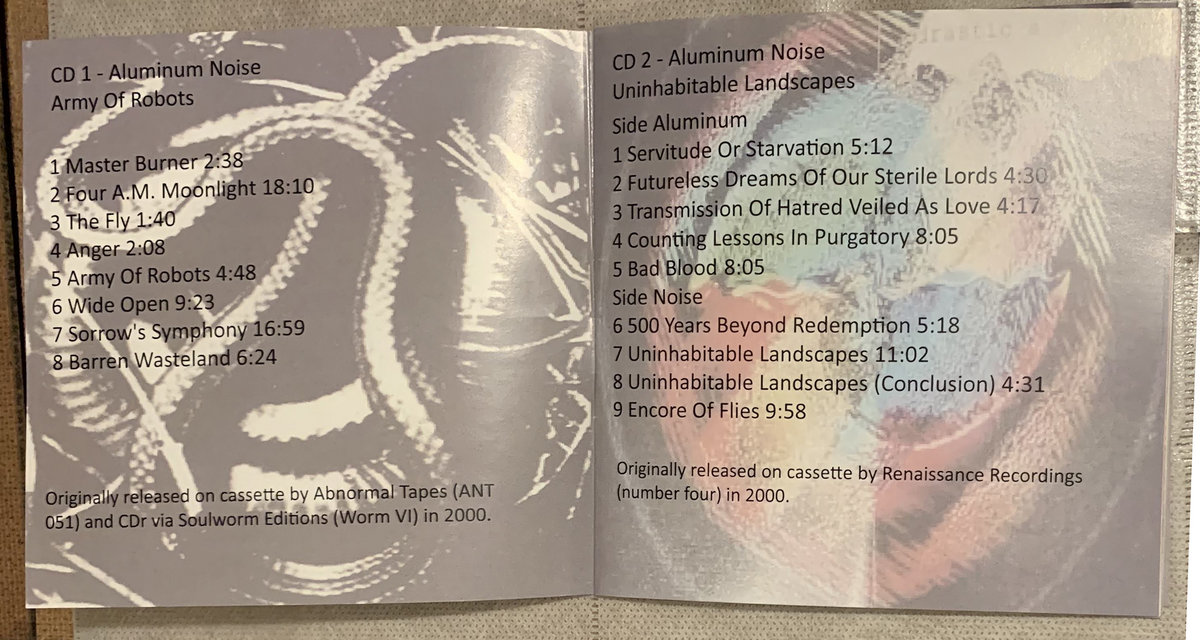 CD 1 - Aluminum Noise
Army Of Robots
1 Master Burner 2:38
2 Four A.M. Moonlight 18:10
3 The Fly 1:40
4 Anger 2:08
5 Army Of Robots 4:48
6 Wide Open 9:23
7 Sorrow's Symphony 16:59
8 Barren Wasteland 6:24
Originally released on cassette by Abnormal Tapes (ANT
051) and CDr via Soulworm Editions (Worm VI) in 2000.
drastic
CD 2 - Aluminum Noise
Uninhabitable Landscapes
Side Aluminum
1 Servitude Or Starvation 5:12
2 Futureless Dreams Of Our Sterile Lords 4:30
3 Transmission Of Hatred Veiled As Love 4:17
4 Counting Lessons In Purgatory 8:05
5 Bad Blood 8:05
Side Noise
6 500 Years Beyond Redemption 5:18
7 Uninhabitable Landscapes 11:02
8 Uninhabitable Landscapes (Conclusion) 4:31
9 Encore Of Flies 9:58
Originally released on cassette by Renaissance Recordings
(number four) in 2000.